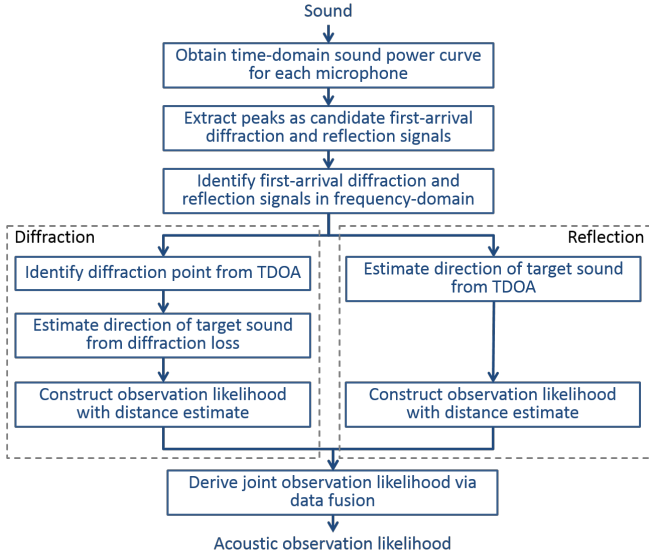 Sound
Obtain time-domain sound power curve
for each microphone
Extract peaks as candidate first-arrival
diffraction and reflection signals
Identify first-arrival diffraction and
reflection signals in frequency-domain
Diffraction
Identify diffraction point from TDOA
Estimate direction of target sound
from diffraction loss
Construct observation likelihood
with distance estimate
Reflection
Estimate direction of target sound
from TDOA
Construct observation likelihood
with distance estimate
Derive joint observation likelihood via
data fusion
Acoustic observation likelihood